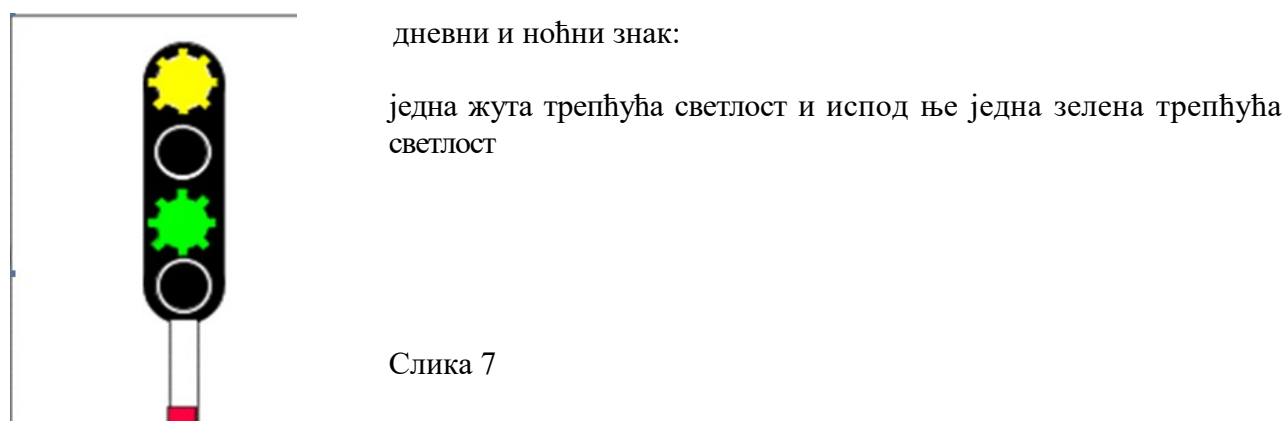 дневни и ноћни знак:
једна жута трепћућа светлост и испод ње једна зелена трепћућа
светлост
Слика 7